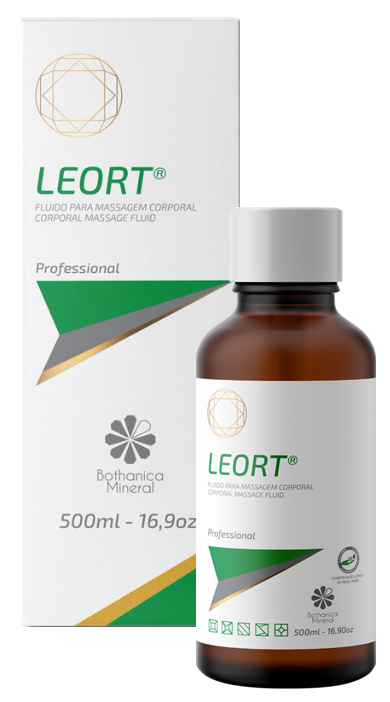 LEORT®
FLUIDO PARA MASSAGEM CORPORAL
CORPORAL MASSAGE FLUID
Professional
Bothanica
Mineral
500ml - 16,9oz
LEORT®
FLUIDO PARA MASSAGEM CORPORAL
CORPORAL MASSAGE FLUID
Professional
Bothanica
Mineral
500ml - 16,90oz